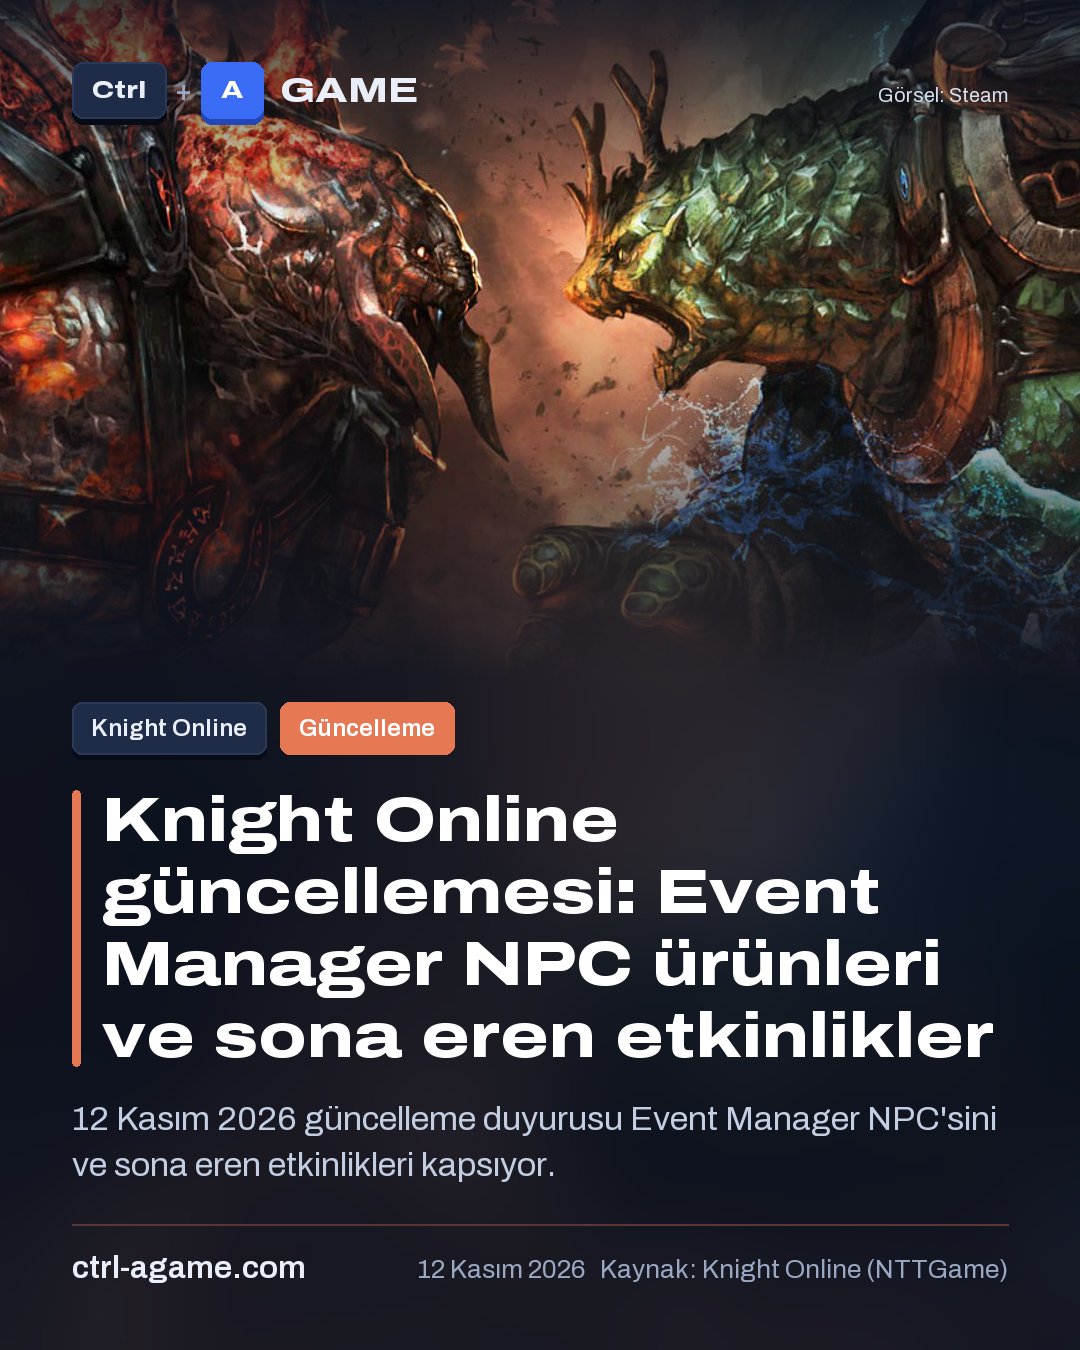 Ctrl + A GAME
Görsel: Steam
Knight Online Güncelleme
Knight Online
güncellemesi: Event
Manager NPC ürünleri
ve sona eren etkinlikler
12 Kasım 2026 güncelleme duyurusu Event Manager NPC'sini
ve sona eren etkinlikleri kapsıyor.
ctrl-agame.com
12 Kasım 2026 Kaynak: Knight Online (NTTGame)